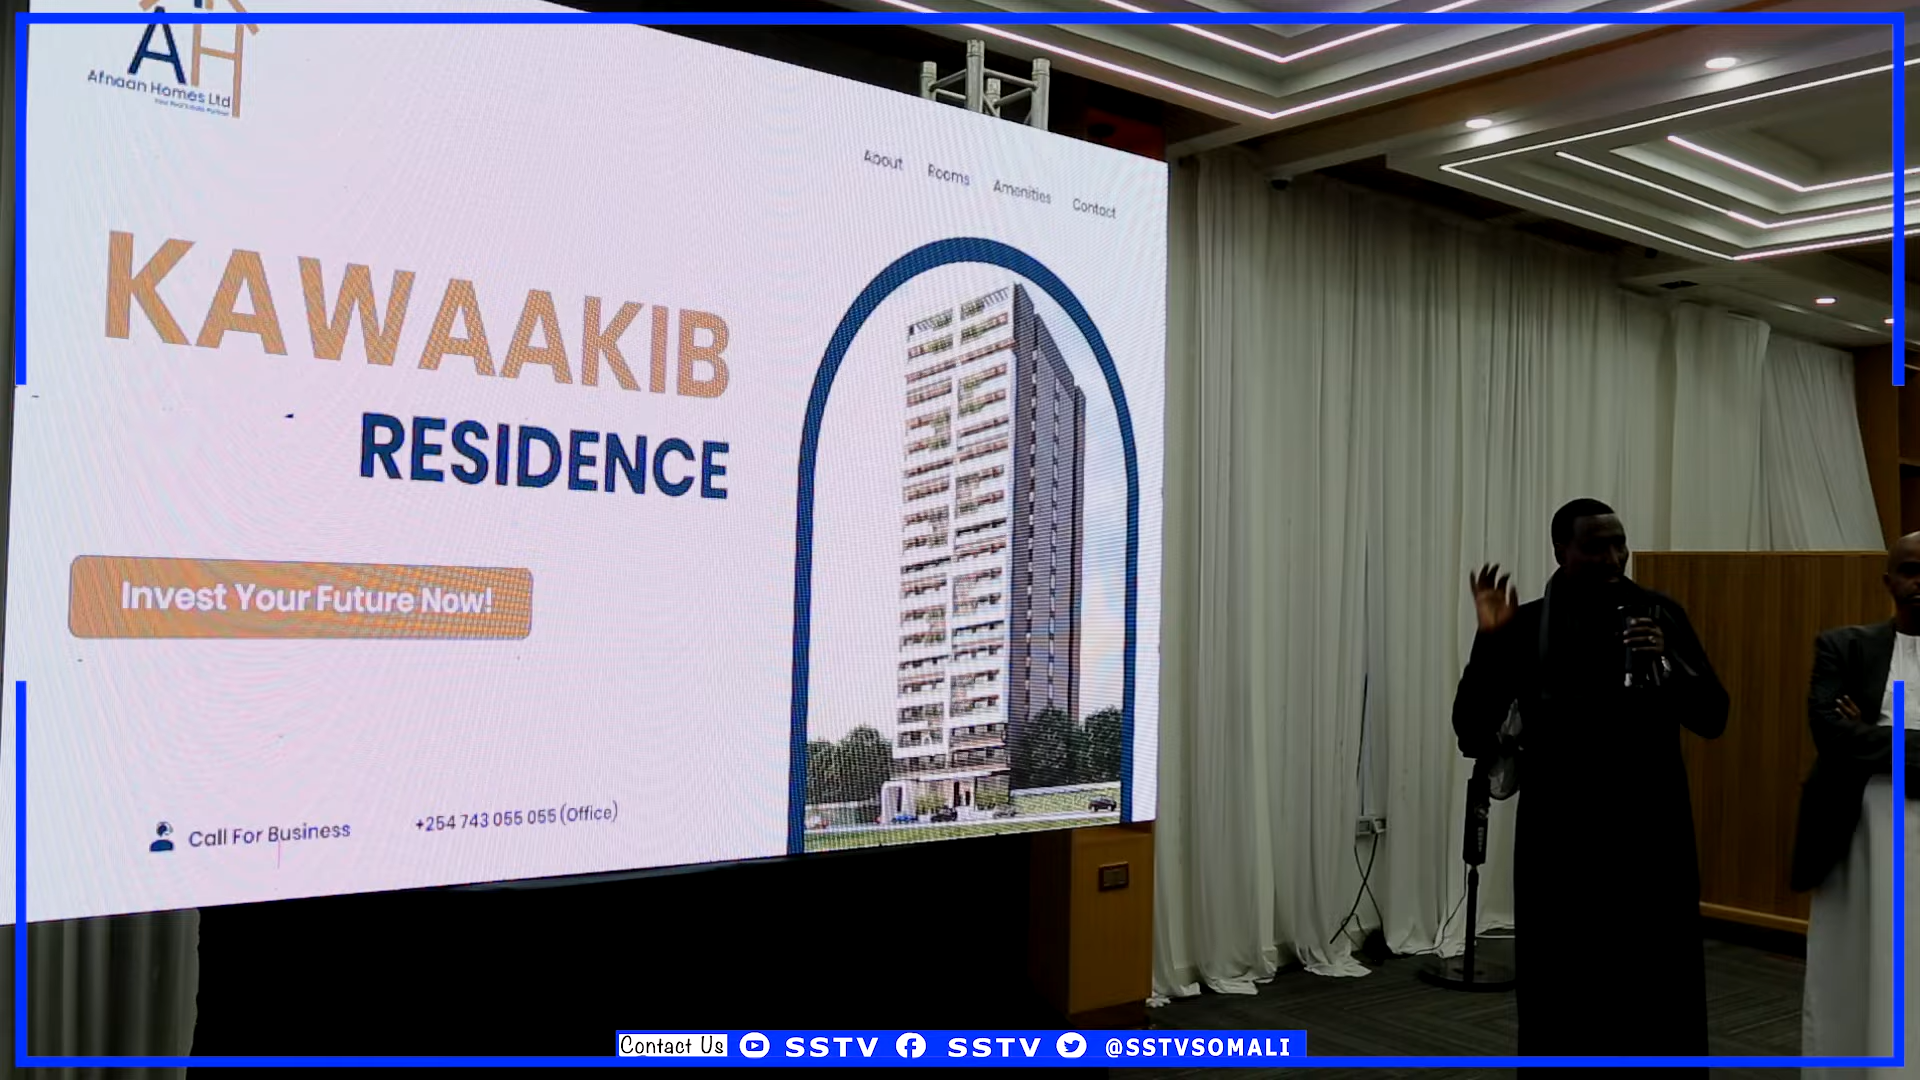 AH
Afnaan Homes Ltd
About Rooms Amenities Contact
KAWAAKIB
RESIDENCE
Invest Your Future Now!
Call For Business +254 743 055 055 (Office)
Contact Us SSTV SSTV @SSTVSOMALI